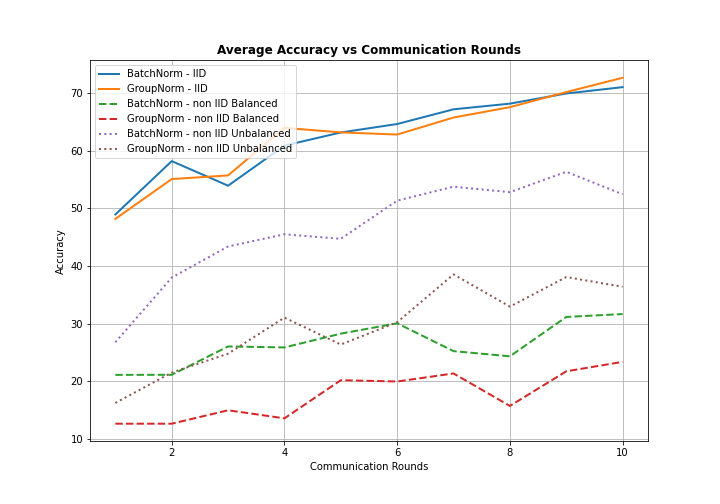 Average Accuracy vs Communication Rounds
BatchNorm - IID
GroupNorm - IID
BatchNorm - non IID Balanced
GroupNorm - non IID Balanced
BatchNorm - non IID Unbalanced
GroupNorm - non IID Unbalanced
70
60
50
40
30
20
10
Accuracy
2 4 6 8 10
Communication Rounds